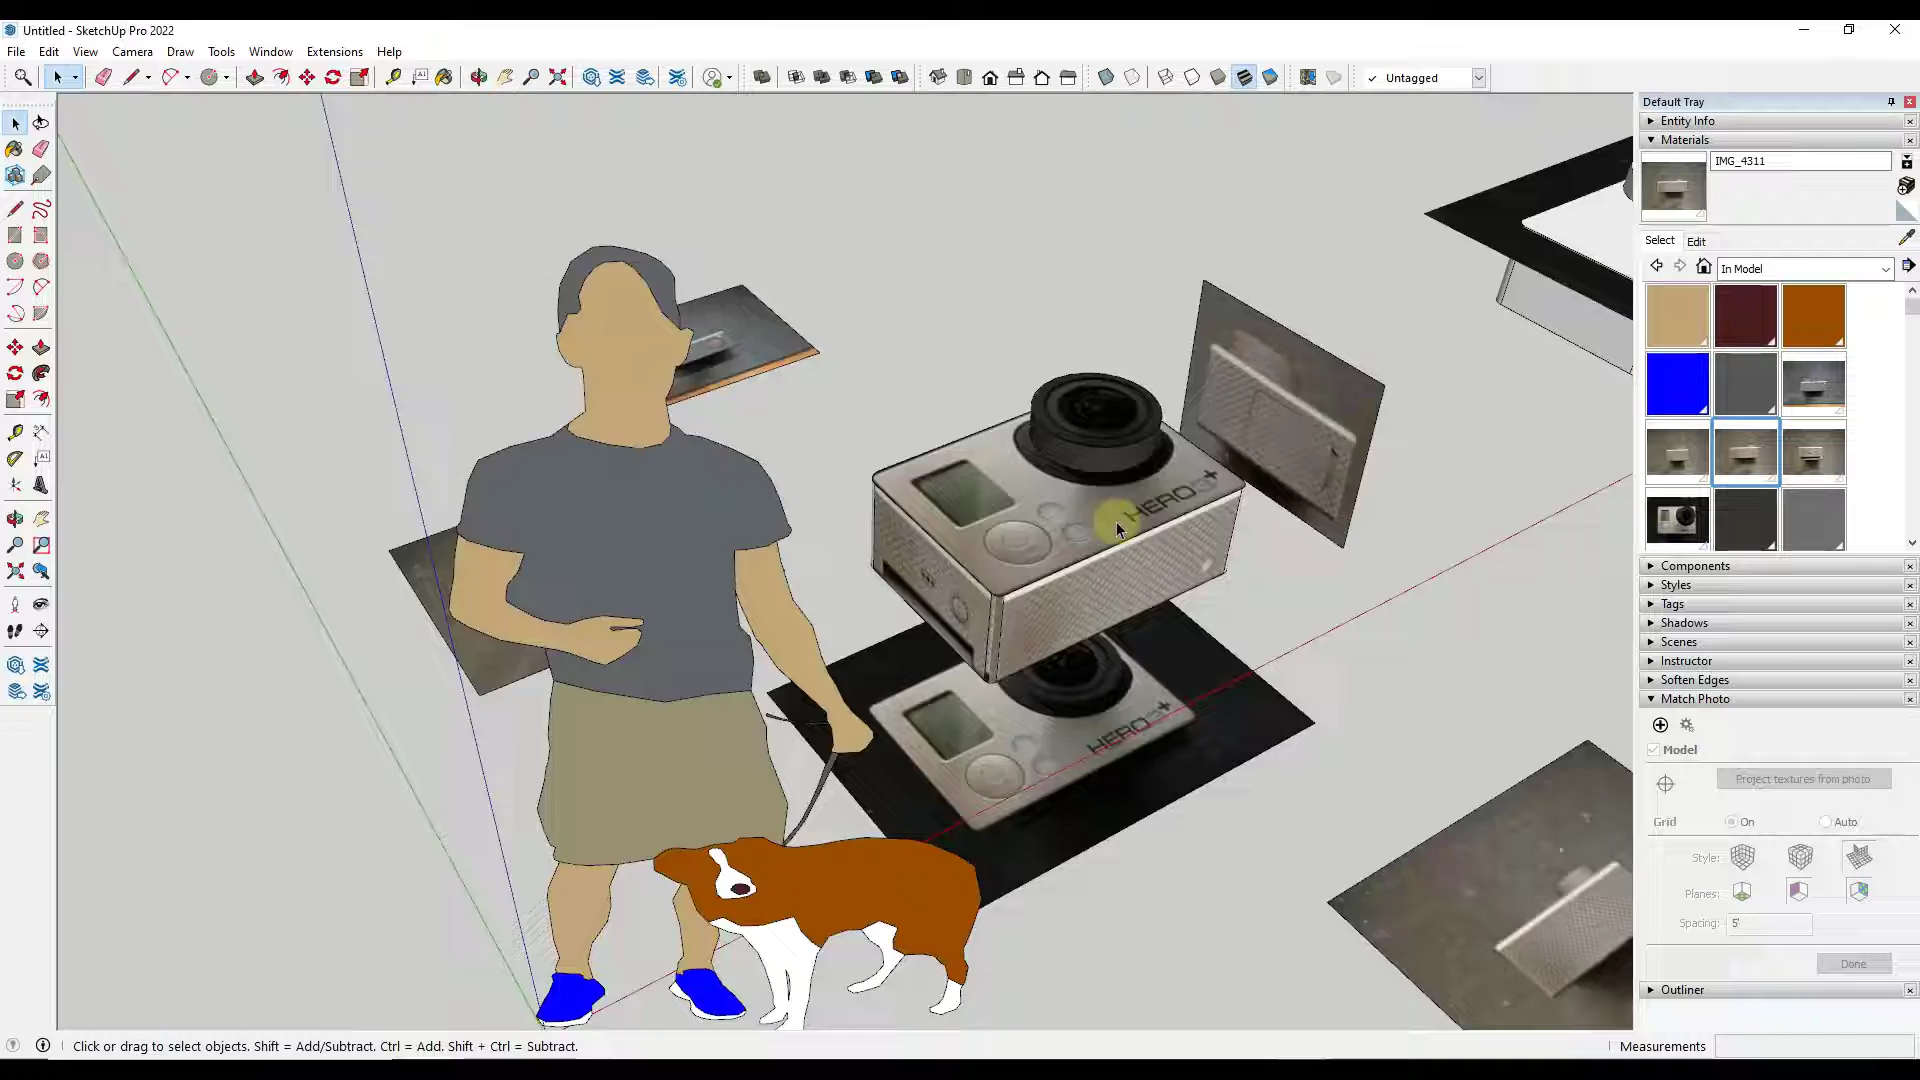 Untitled - SketchUp Pro 2022
File Edit View Camera Draw Tools Window Extensions Help
Untagged
Default Tray
Entity Info
Materials
IMG_4311
Select Edit
In Model
HERO3+
HERO3+
Components
Styles
Tags
Shadows
Scenes
Instructor
Soften Edges
Match Photo
Model
Project textures from photo
Grid On Auto
Style:
Planes:
Spacing: 5'
Done
Outliner
Click or drag to select objects. Shift = Add/Subtract. Ctrl = Add. Shift + Ctrl = Subtract.
Measurements